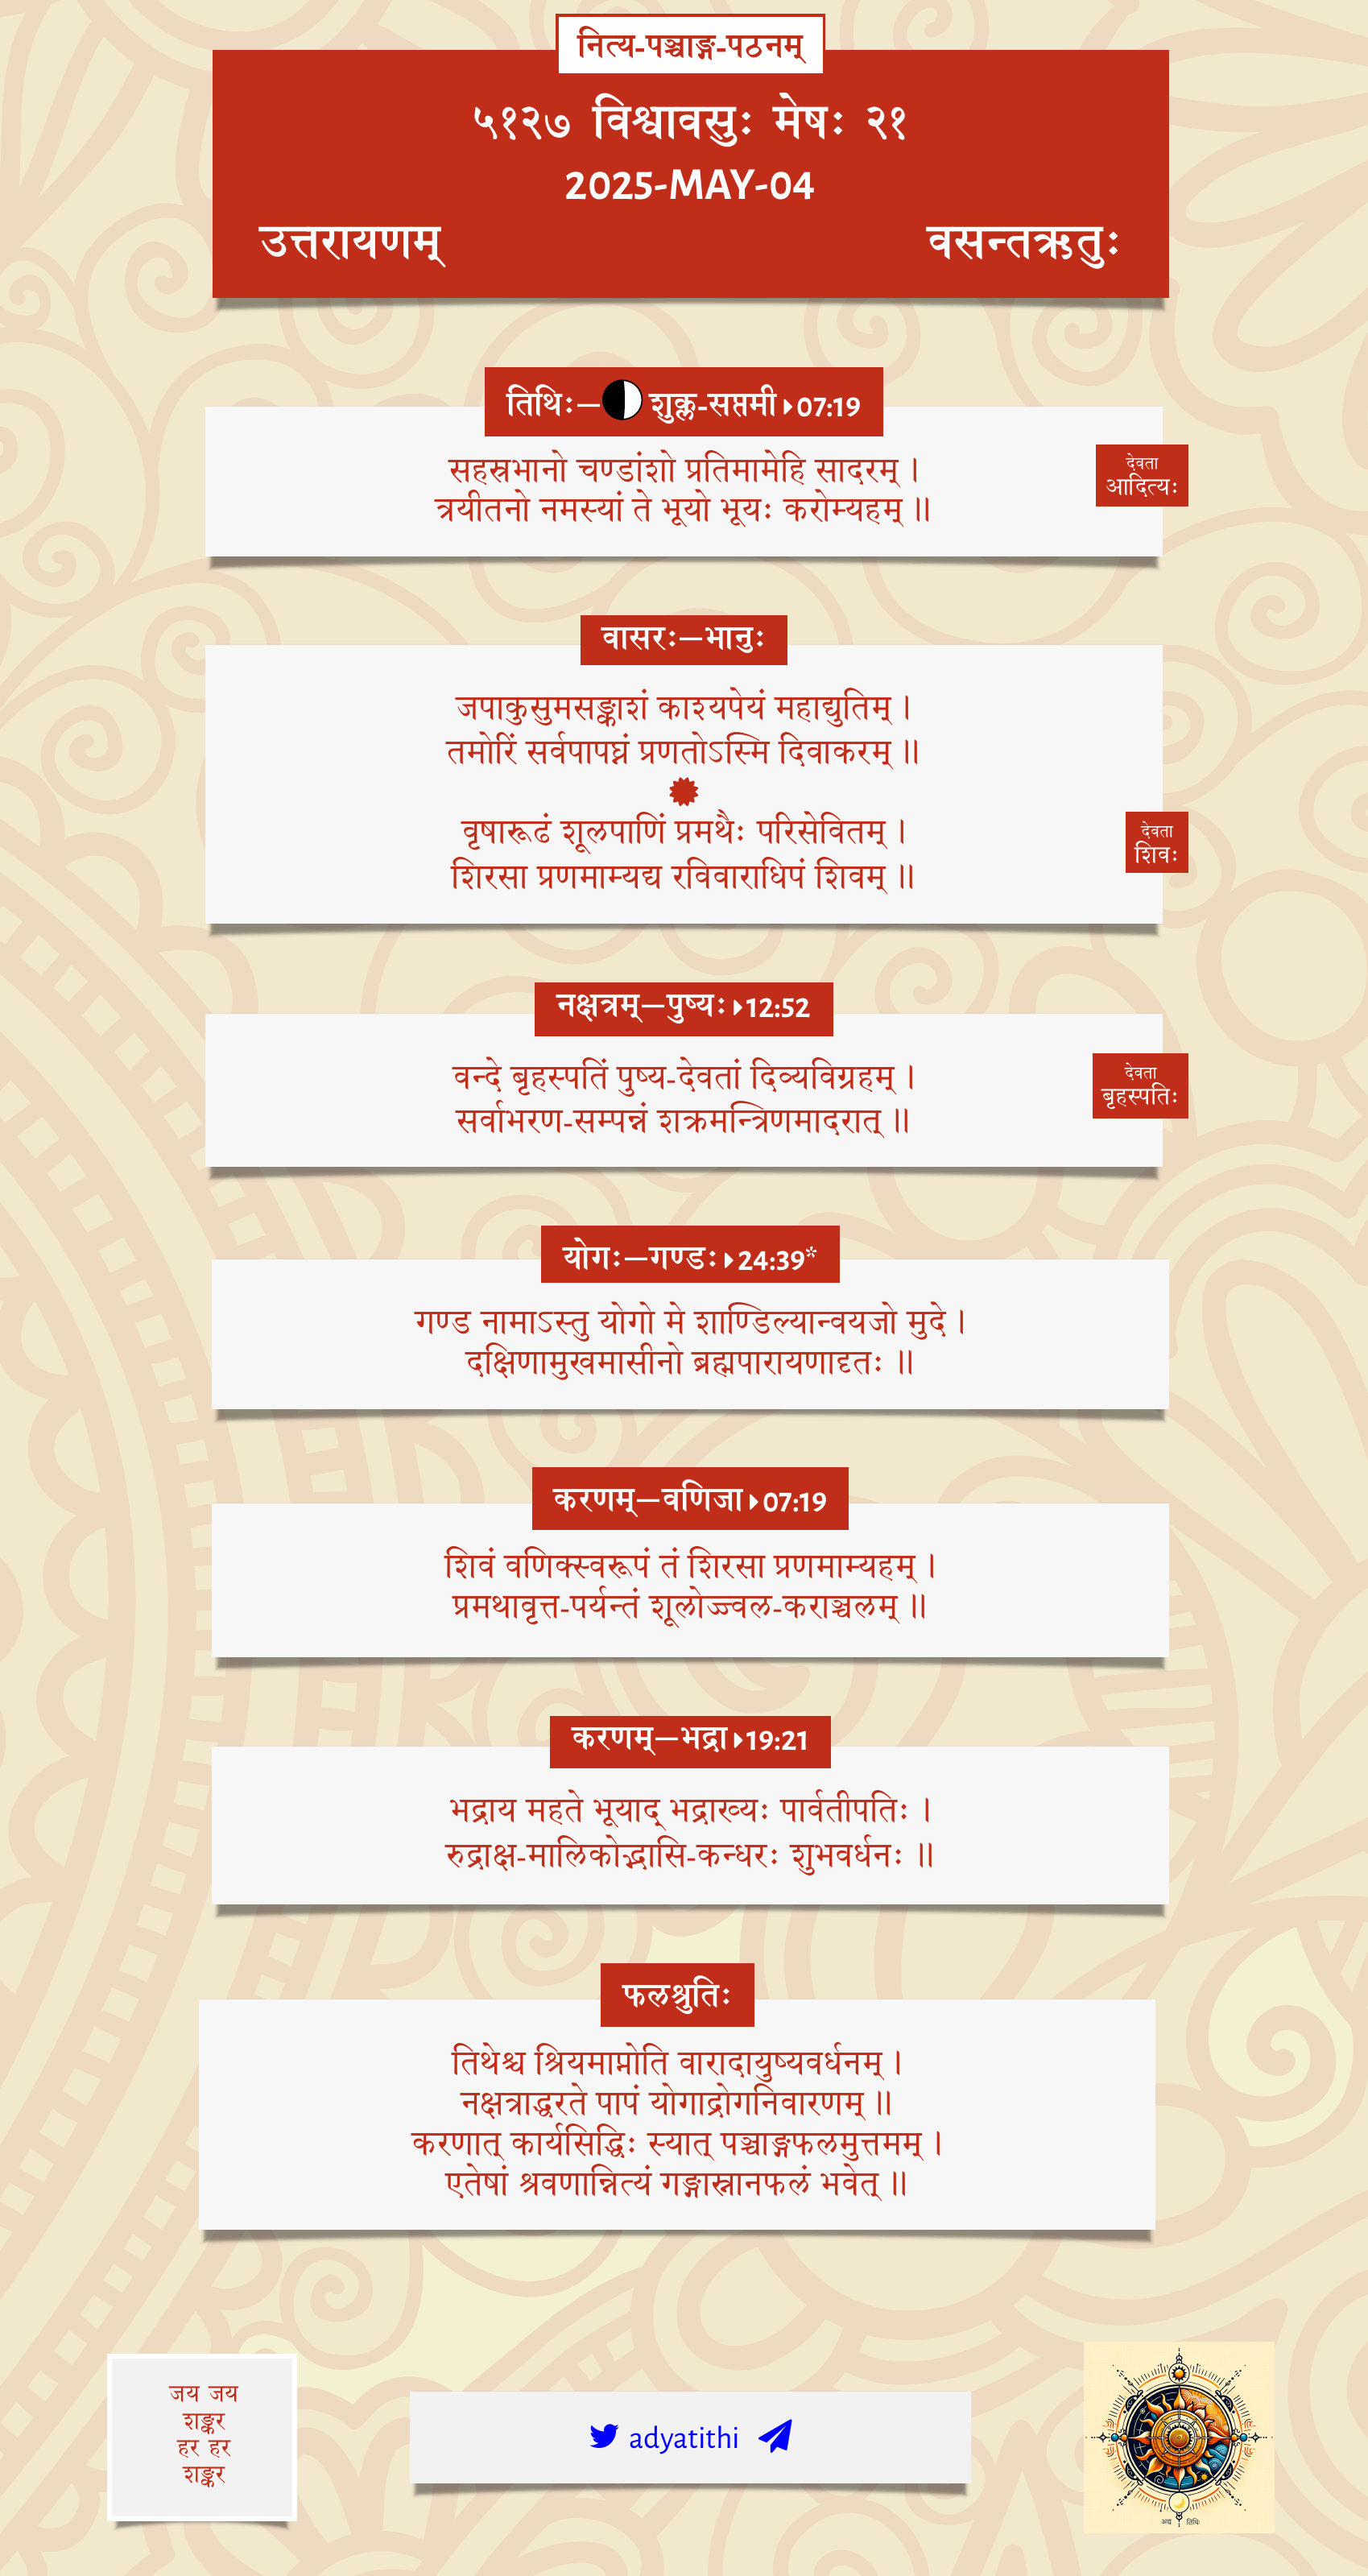 नित्य-पञ्चाङ्ग-पठनम्
५१२७ विश्वावसुः मेषः २१
2025-MAY-04
उत्तरायणम् वसन्तऋतुः
तिथिः—शुक्ल-सप्तमी 07:19
सहस्रभानो चण्डांशो प्रतिमामेहि सादरम् ।
त्रयीतनो नमस्यां ते भूयो भूयः करोम्यहम् ॥
देवता
आदित्यः
वासरः—भानुः
जपाकुसुमसङ्काशं काश्यपेयं महाद्युतिम् ।
तमोरिं सर्वपापघ्नं प्रणतोऽस्मि दिवाकरम् ॥
वृषारूढं शूलपाणिं प्रमथैः परिसेवितम् ।
शिरसा प्रणमाम्यद्य रविवाराधिपं शिवम् ॥
देवता
शिवः
नक्षत्रम्—पुष्यः 12:52
वन्दे बृहस्पतिं पुष्य-देवतां दिव्यविग्रहम् ।
सर्वाभरण-सम्पन्नं शक्रमन्त्रिणमादरात् ॥
देवता
बृहस्पतिः
योगः—गण्डः 24:39*
गण्ड नामाऽस्तु योगो मे शाण्डिल्यान्वयजो मुदे ।
दक्षिणामुखमासीनो ब्रह्मपारायणादृतः ॥
करणम्—वणिजा 07:19
शिवं वणिक्स्वरूपं तं शिरसा प्रणमाम्यहम् ।
प्रमथावृत्त-पर्यन्तं शूलोज्ज्वल-कराञ्चलम् ॥
करणम्—भद्रा 19:21
भद्राय महते भूयाद् भद्राख्यः पार्वतीपतिः ।
रुद्राक्ष-मालिकोद्भासि-कन्धरः शुभवर्धनः ॥
फलश्रुतिः
तिथेश्च श्रियमाप्नोति वारादायुष्यवर्धनम् ।
नक्षत्राद्धरते पापं योगाद्रोगनिवारणम् ॥
करणात् कार्यसिद्धिः स्यात् पञ्चाङ्गफलमुत्तमम् ।
एतेषां श्रवणान्नित्यं गङ्गास्नानफलं भवेत् ॥
जय जय
शङ्कर
हर हर
शङ्कर
adyatithi
अद्य तिथिः